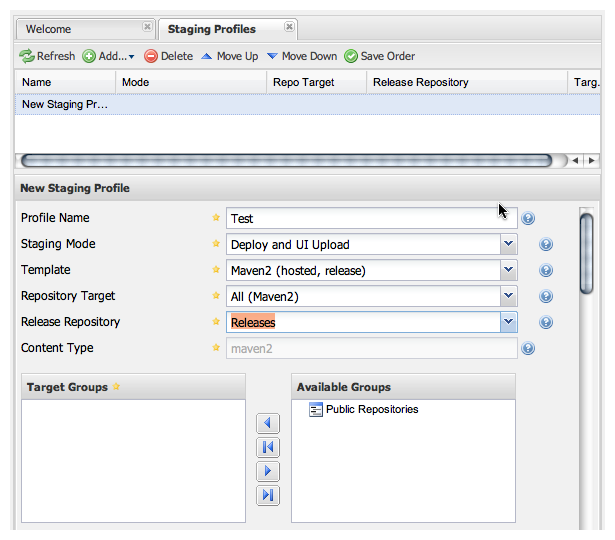 Welcome Staging Profiles
Refresh Add... Delete Move Up Move Down Save Order
Name Mode Repo Target Release Repository Targ.
New Staging Pr...
New Staging Profile
Profile Name Test
Staging Mode Deploy and UI Upload
Template Maven2 (hosted, release)
Repository Target All (Maven2)
Release Repository Releases
Content Type maven2
Target Groups Available Groups
Public Repositories